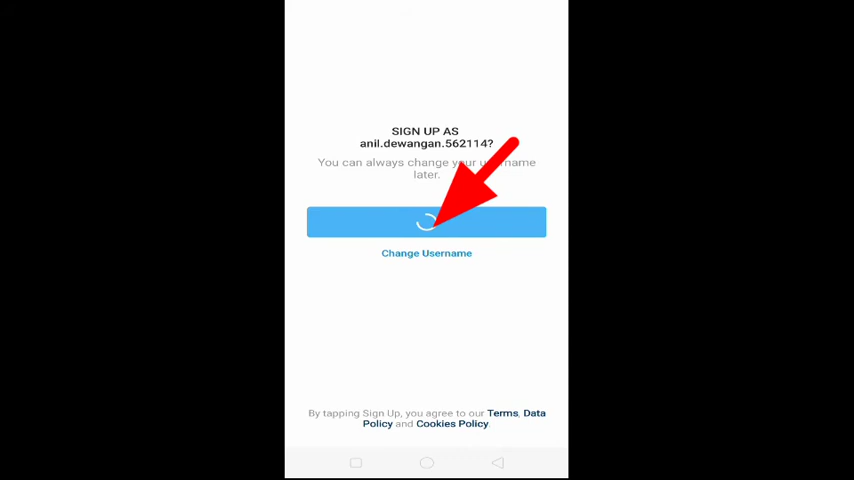 SIGN UP AS
anil.dewangan.562114?
You can always change your username
later.
Change Username
By tapping Sign Up, you agree to our Terms, Data
Policy and Cookies Policy.